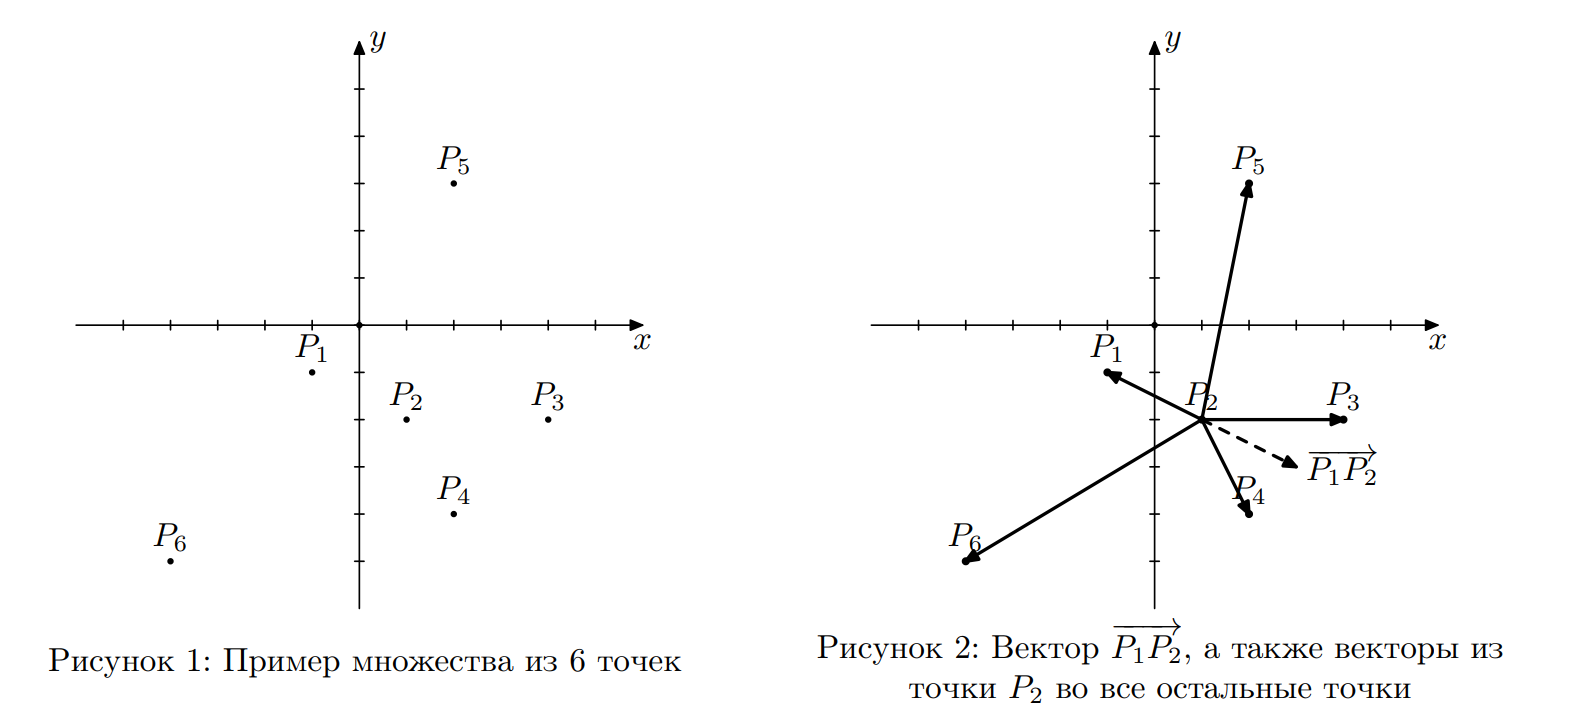 y
P₅
x
P₁
P₂
P₃
P₄
P₆
Рисунок 1: Пример множества из 6 точек
y
P₅
x
P₁
P₂
P₃
P₁P₂
P₄
P₆
Рисунок 2: Вектор P₁P₂, а также векторы из
точки P₂ во все остальные точки